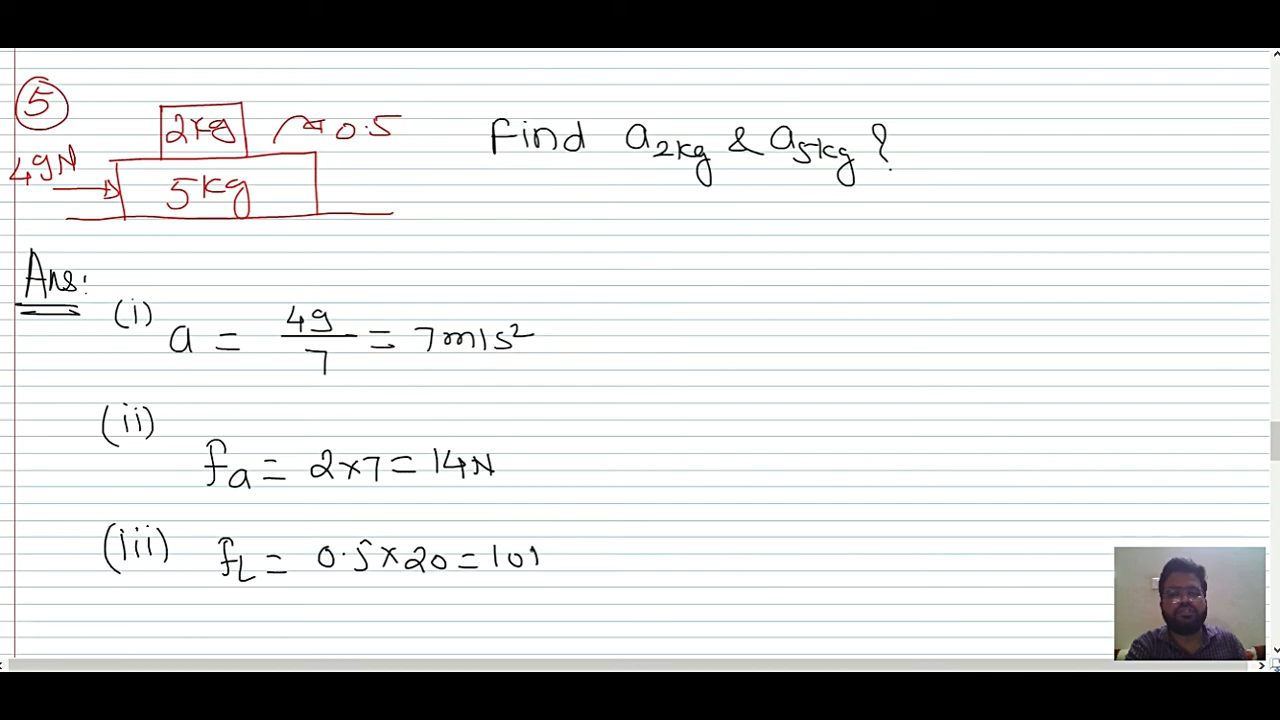 5
2kg 0.5
49N
5kg
Find a2kg & a5kg ?
Ans:
(i)
a = 49/7 = 7m/s²
(ii)
fa = 2×7 = 14N
(iii) fL = 0.5×20 = 10